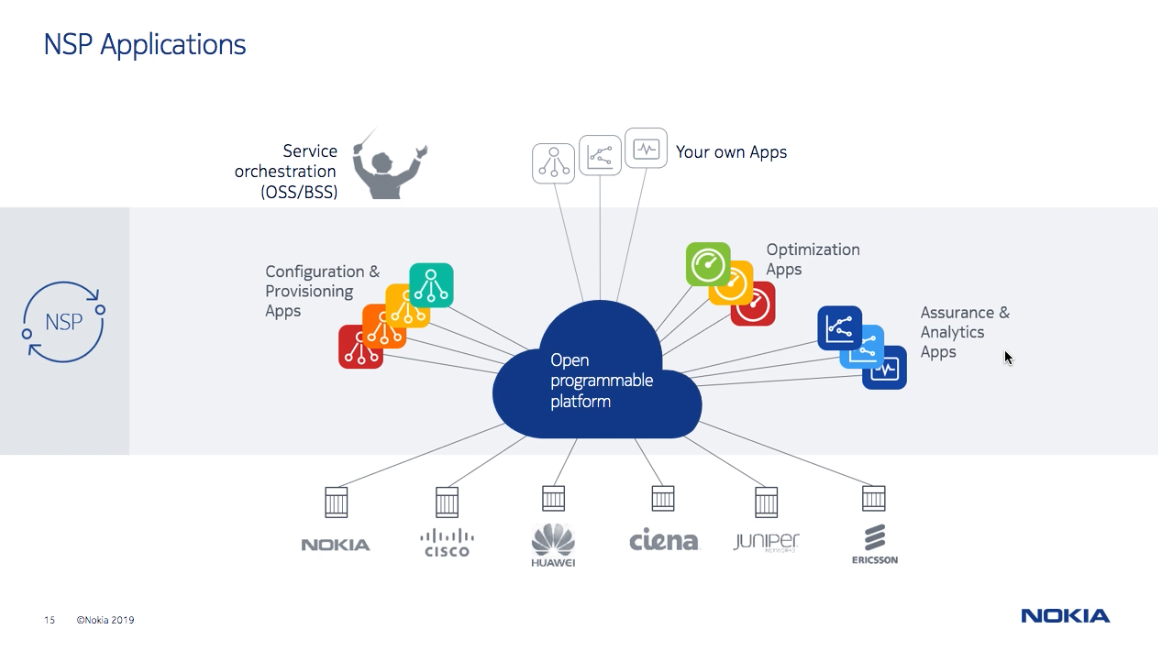 NSP Applications
Service
orchestration
(OSS/BSS)
Your own Apps
Configuration &
Provisioning
Apps
Optimization
Apps
Assurance &
Analytics
Apps
NSP
Open
programmable
platform
NOKIA
CISCO
HUAWEI
ciena
JUNIPER
NETWORKS
ERICSSON
15 ©Nokia 2019
NOKIA